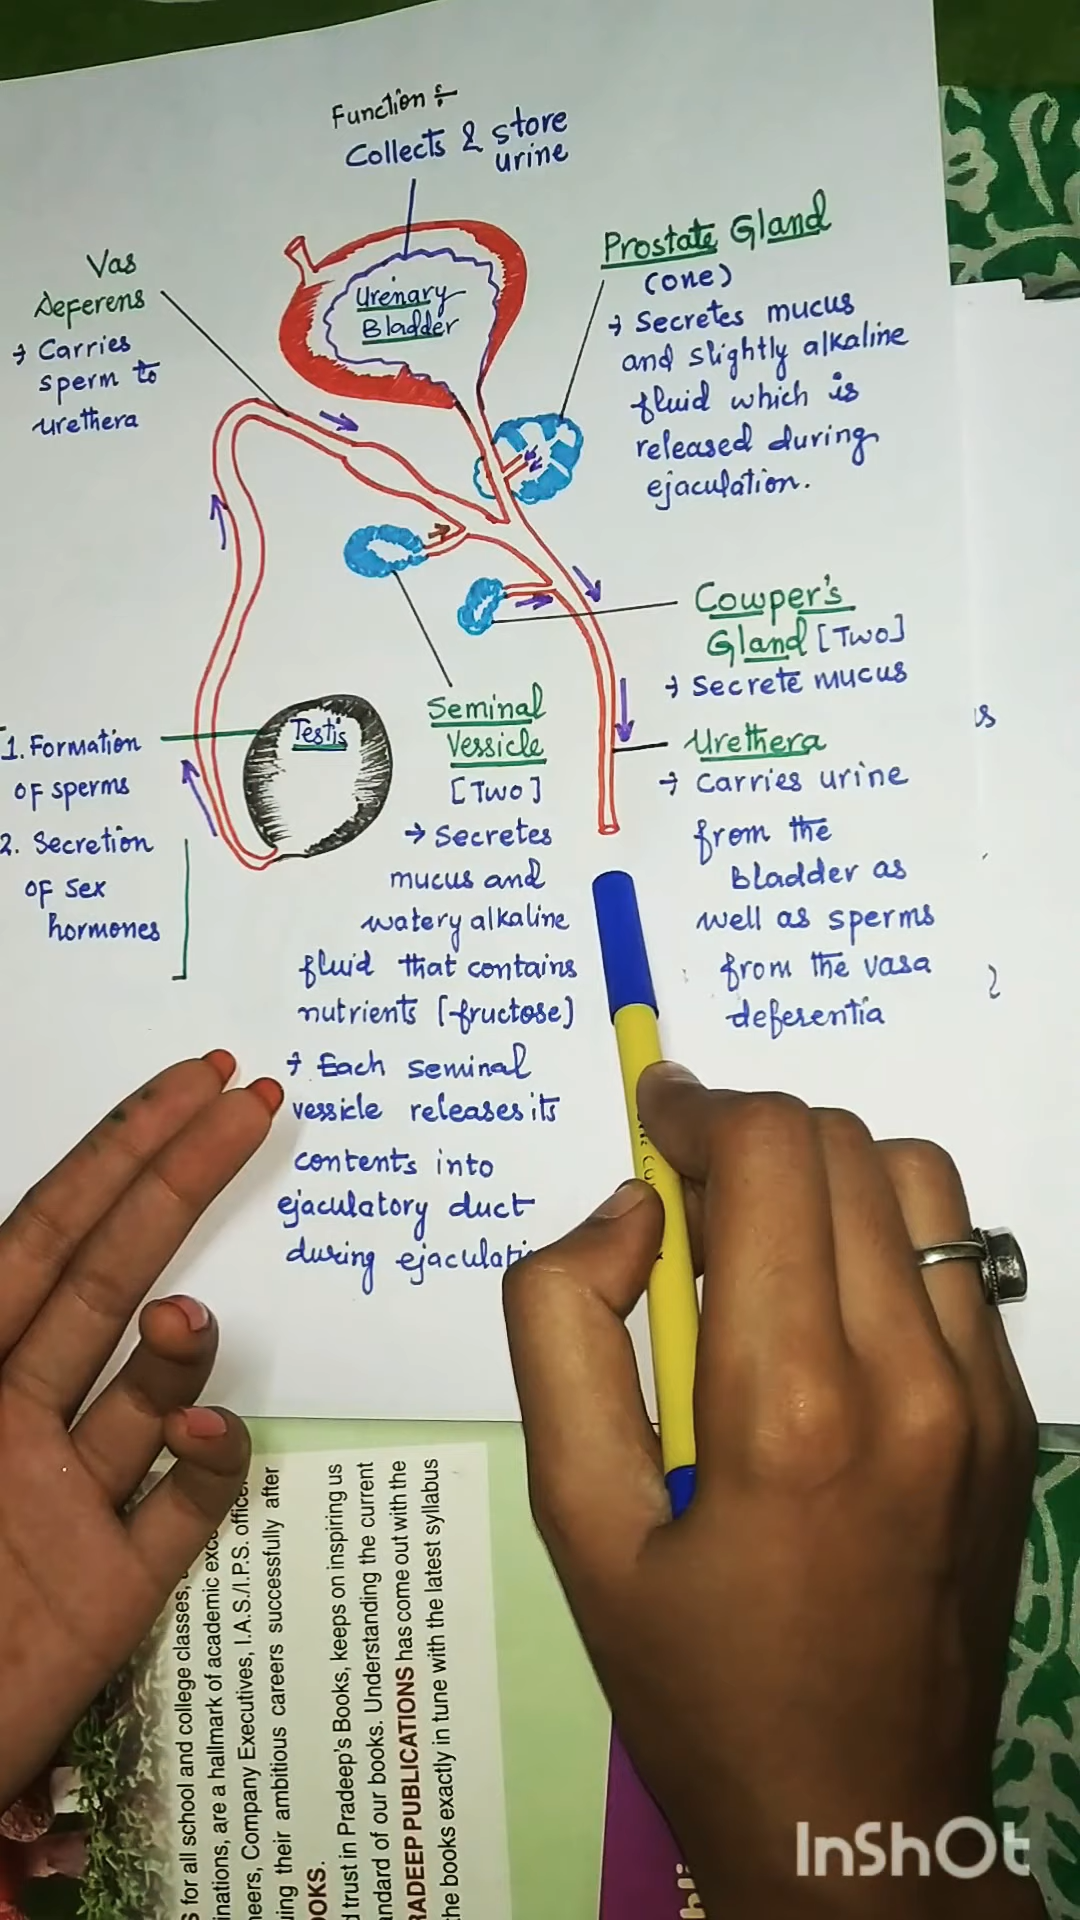 Function :-
Collects & store
urine
Urenary
Bladder
Vas
Deferens
→ Carries
sperm to
urethera
Prostate Gland
(one)
→ Secretes mucus
and slightly alkaline
fluid which is
released during
ejaculation.
Cowper's
Gland [Two]
→ Secrete mucus
Urethera
→ Carries urine
from the
Bladder as
well as sperms
from the vasa
deferentia
Testis
1. Formation
of sperms
2. Secretion
of sex
hormones
Seminal
Vessicle
[Two]
→ Secretes
mucus and
watery alkaline
fluid that contains
nutrients [fructose]
→ Each seminal
vessicle releases its
contents into
ejaculatory duct
during
for all school and college classes,
inations, are a hallmark of academic
neers, Company Executives, I.A.S./I.P.S.
ing their ambitious careers successfully after
OOKS.
trust in Pradeep's Books, keeps on inspiring us
andard of our books. Understanding the current
RADEEP PUBLICATIONS has come out with the
the books exactly in tune with the latest syllabus
InShOt